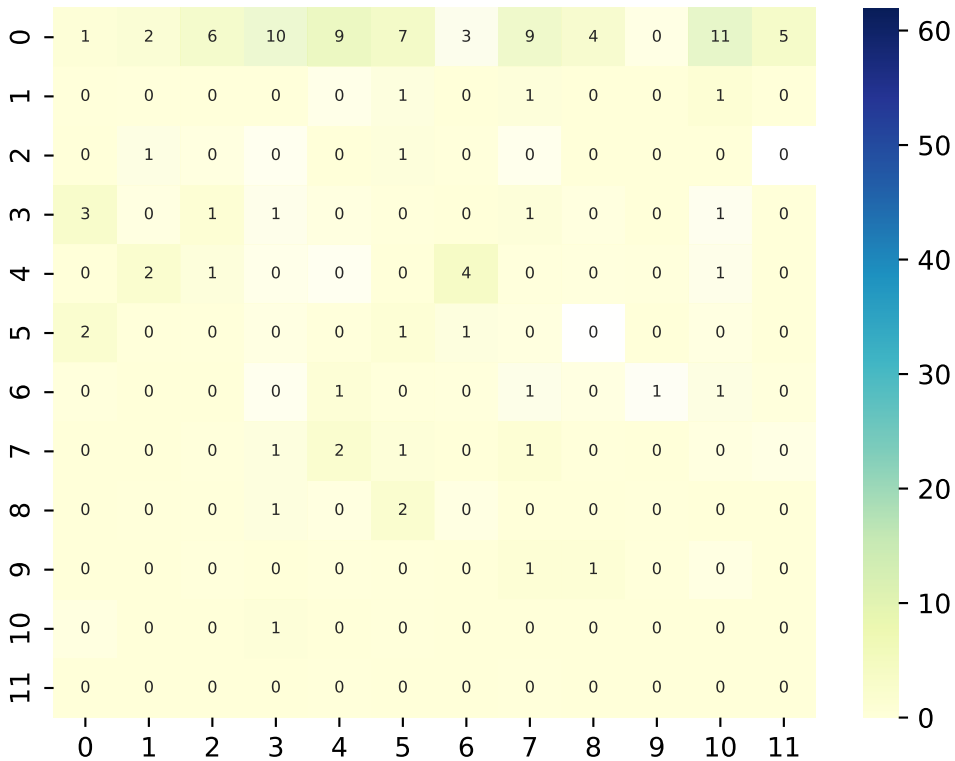 0 1 2 6 10 9 7 3 9 4 0 11 5 60
1 0 0 0 0 0 1 0 1 0 0 1 0
50
2 0 1 0 0 0 1 0 0 0 0 0 0
3 3 0 1 1 0 0 0 1 0 0 1 0
40
4 0 2 1 0 0 0 4 0 0 0 1 0
5 2 0 0 0 0 1 1 0 0 0 0 0
30
6 0 0 0 0 1 0 0 1 0 1 1 0
7 0 0 0 1 2 1 0 1 0 0 0 0
20
8 0 0 0 1 0 2 0 0 0 0 0 0
9 0 0 0 0 0 0 0 1 1 0 0 0
10
10 0 0 0 1 0 0 0 0 0 0 0 0
11 0 0 0 0 0 0 0 0 0 0 0 0
0
0 1 2 3 4 5 6 7 8 9 10 11